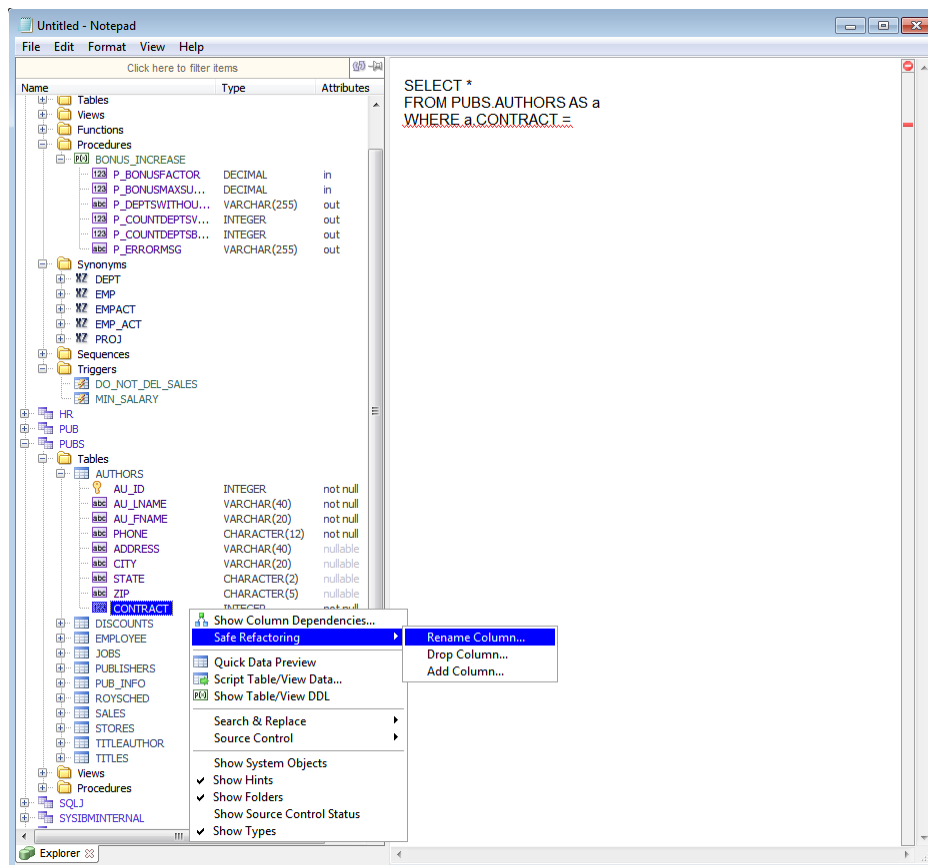 Untitled - Notepad
File Edit Format View Help
Click here to filter items
Name Type Attributes
Tables
Views
Functions
Procedures
BONUS_INCREASE
P_BONUSFACTOR DECIMAL in
P_BONUSMAXSU... DECIMAL in
P_DEPTSWITHOU... VARCHAR(255) out
P_COUNTDEPTSV... INTEGER out
P_COUNTDEPTSB... INTEGER out
P_ERRORMSG VARCHAR(255) out
Synonyms
DEPT
EMP
EMPACT
EMP_ACT
PROJ
Sequences
Triggers
DO_NOT_DEL_SALES
MIN_SALARY
HR
PUB
PUBS
Tables
AUTHORS
AU_ID INTEGER not null
AU_LNAME VARCHAR(40) not null
AU_FNAME VARCHAR(20) not null
PHONE CHARACTER(12) not null
ADDRESS VARCHAR(40) nullable
CITY VARCHAR(20) nullable
STATE CHARACTER(2) nullable
ZIP CHARACTER(5) nullable
CONTRACT INTEGER not null
DISCOUNTS
EMPLOYEE
JOBS
PUBLISHERS
PUB_INFO
ROYSCHED
SALES
STORES
TITLEAUTHOR
TITLES
Views
Procedures
SQLJ
SYSIBMINTERNAL
Explorer
Show Column Dependencies...
Safe Refactoring
Quick Data Preview
Script Table/View Data...
Show Table/View DDL
Search & Replace
Source Control
Show System Objects
Show Hints
Show Folders
Show Source Control Status
Show Types
Rename Column...
Drop Column...
Add Column...
SELECT *
FROM PUBS.AUTHORS AS a
WHERE a.CONTRACT =